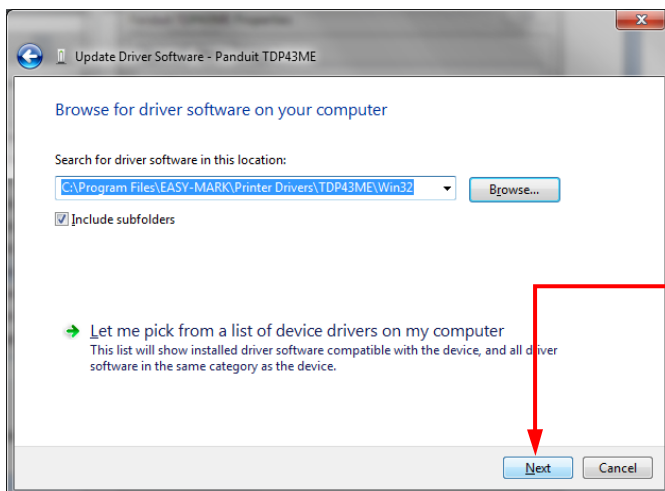 Panduit TDP43ME Properties
Update Driver Software - Panduit TDP43ME
Browse for driver software on your computer
Search for driver software in this location:
C:\Program Files\EASY-MARK\Printer Drivers\TDP43ME\Win32
Browse...
Include subfolders
Let me pick from a list of device drivers on my computer
This list will show installed driver software compatible with the device, and all driver
software in the same category as the device.
Next
Cancel